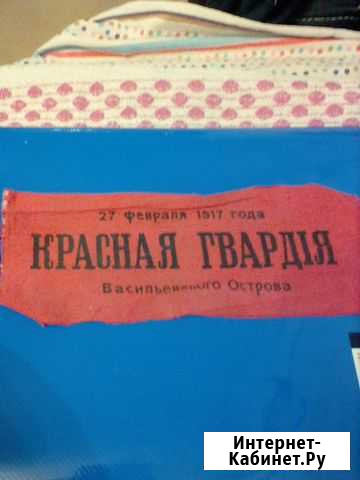 27 февраля 1917 года
КРАСНАЯ ГВАРДІЯ
Васильевского Острова
Интернет-
Кабинет.Ру